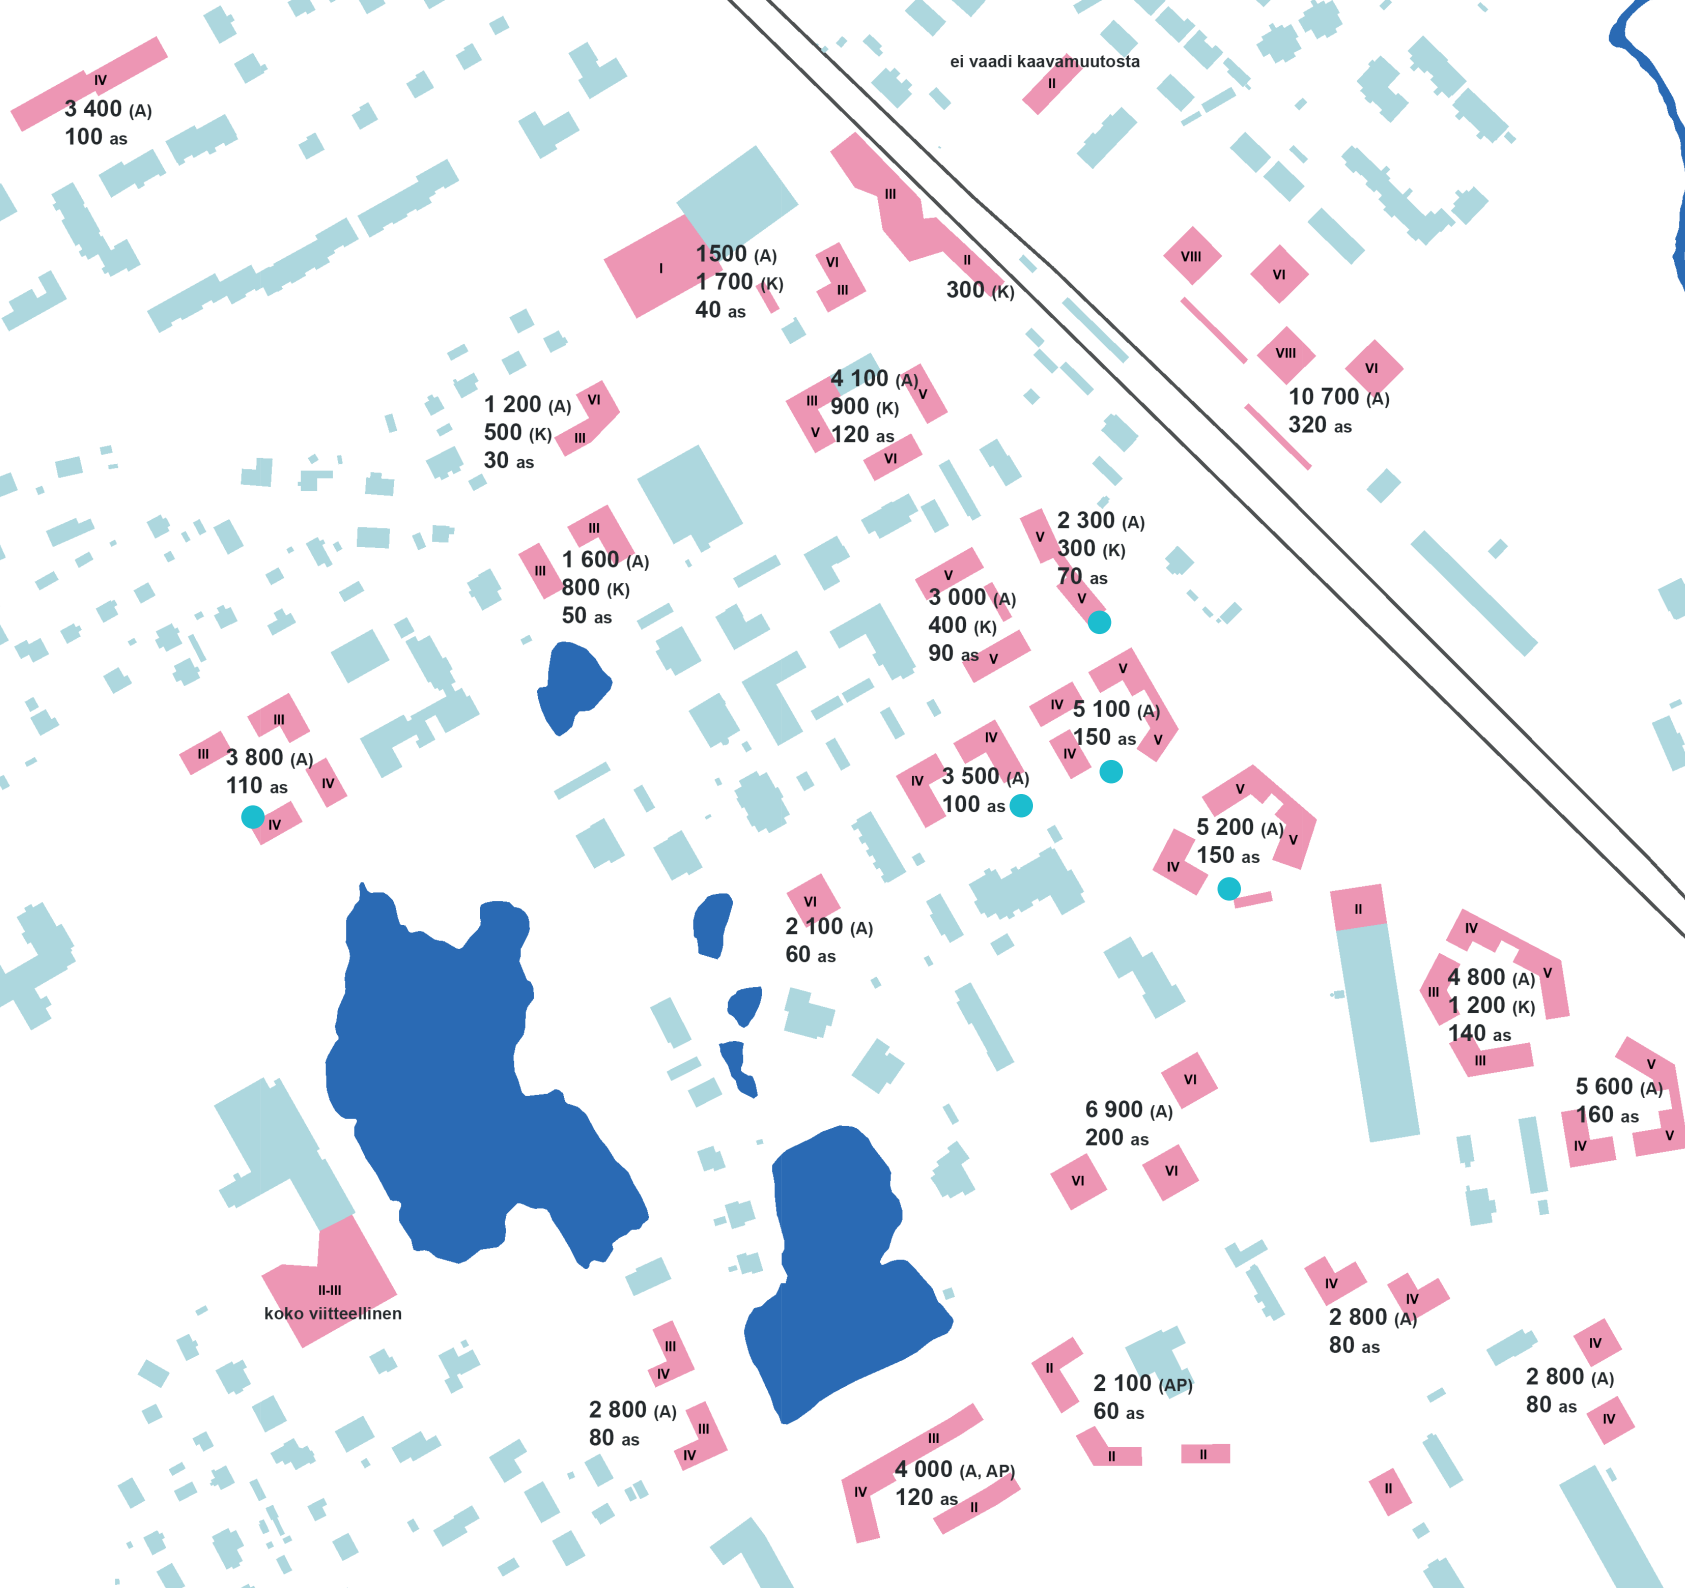 ei vaadi kaavamuutosta
II
IV
3 400 (A)
100 as
III
II
300 (K)
I
1500 (A)
1 700 (K)
40 as
VI
III
VIII
VI
VIII
VI
10 700 (A)
320 as
VI
III
1 200 (A)
500 (K)
30 as
III
V
4 100 (A)
900 (K)
120 as
V
VI
III
III
1 600 (A)
800 (K)
50 as
V
2 300 (A)
300 (K)
70 as
V
V
3 000 (A)
400 (K)
90 as
V
V
IV
5 100 (A)
150 as
IV
V
III
III
3 800 (A)
110 as
IV
IV
IV
IV
3 500 (A)
100 as
V
5 200 (A)
150 as
V
IV
VI
2 100 (A)
60 as
II
IV
V
III
4 800 (A)
1 200 (K)
140 as
III
V
5 600 (A)
160 as
IV
V
VI
6 900 (A)
200 as
VI
VI
II-III
koko viitteellinen
IV
IV
2 800 (A)
80 as
IV
2 800 (A)
80 as
IV
III
IV
2 800 (A)
80 as
III
IV
II
2 100 (AP)
60 as
II
II
III
4 000 (A, AP)
120 as
IV
II
II